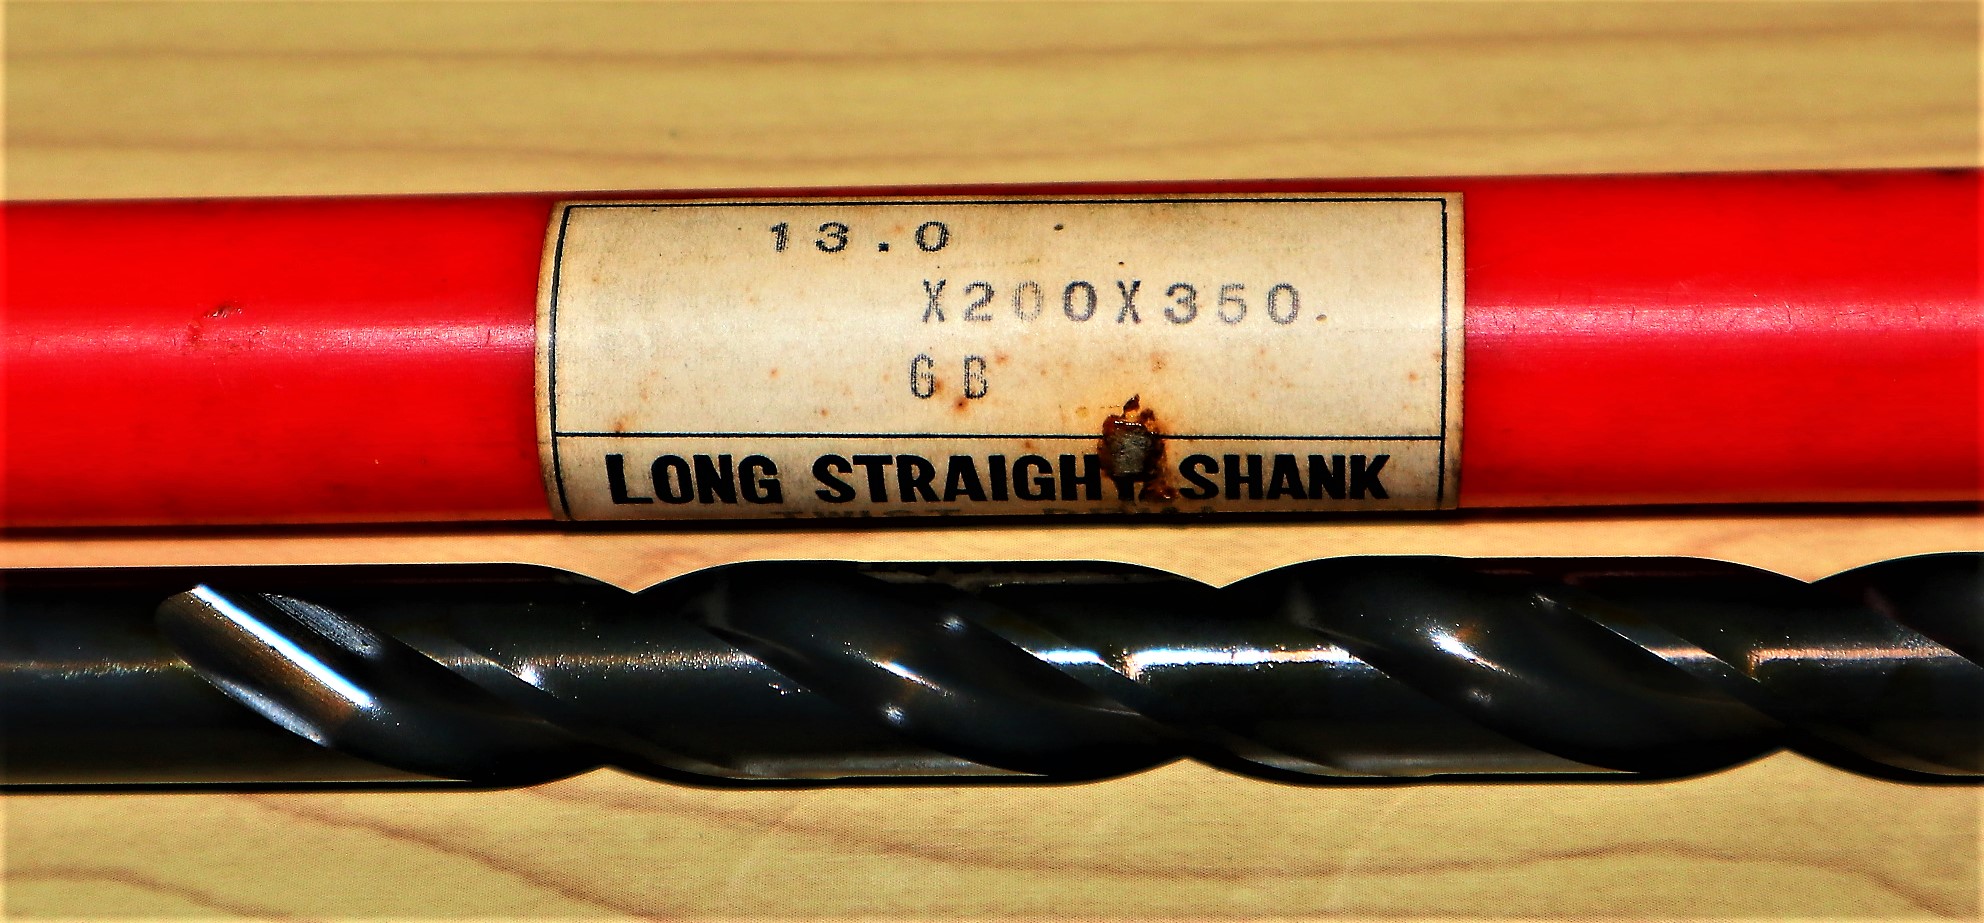 13.0
X200X350.
GB
LONG STRAIGHT SHANK